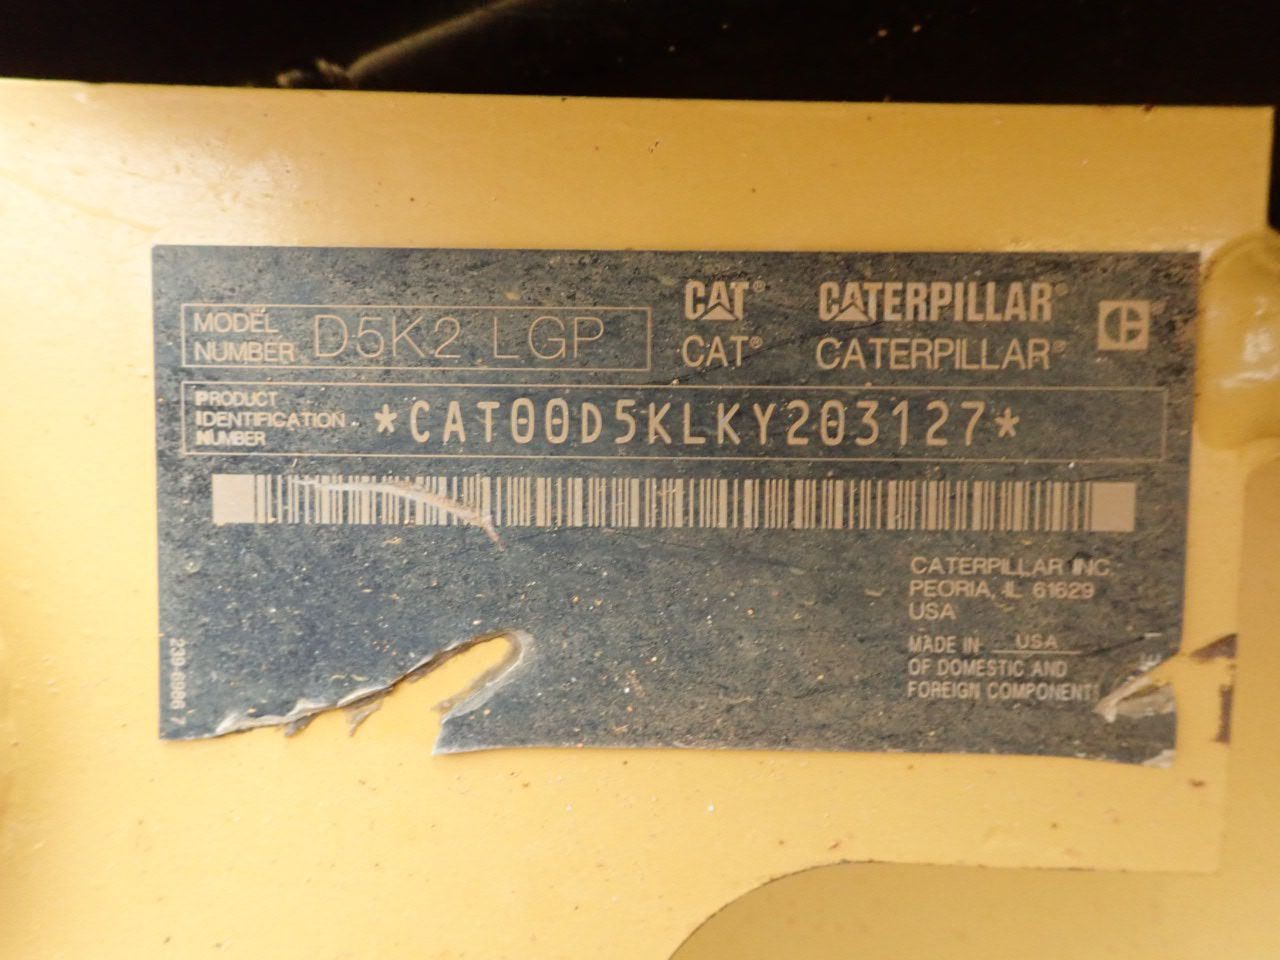 MODEL NUMBER D5K2 LGP
CAT® CATERPILLAR®
CAT® CATERPILLAR®
PRODUCT
IDENTIFICATION
NUMBER
*CAT00D5KLKY203127*
CATERPILLAR INC.
PEORIA, IL 61629
USA
MADE IN USA
OF DOMESTIC AND
FOREIGN COMPONENTS